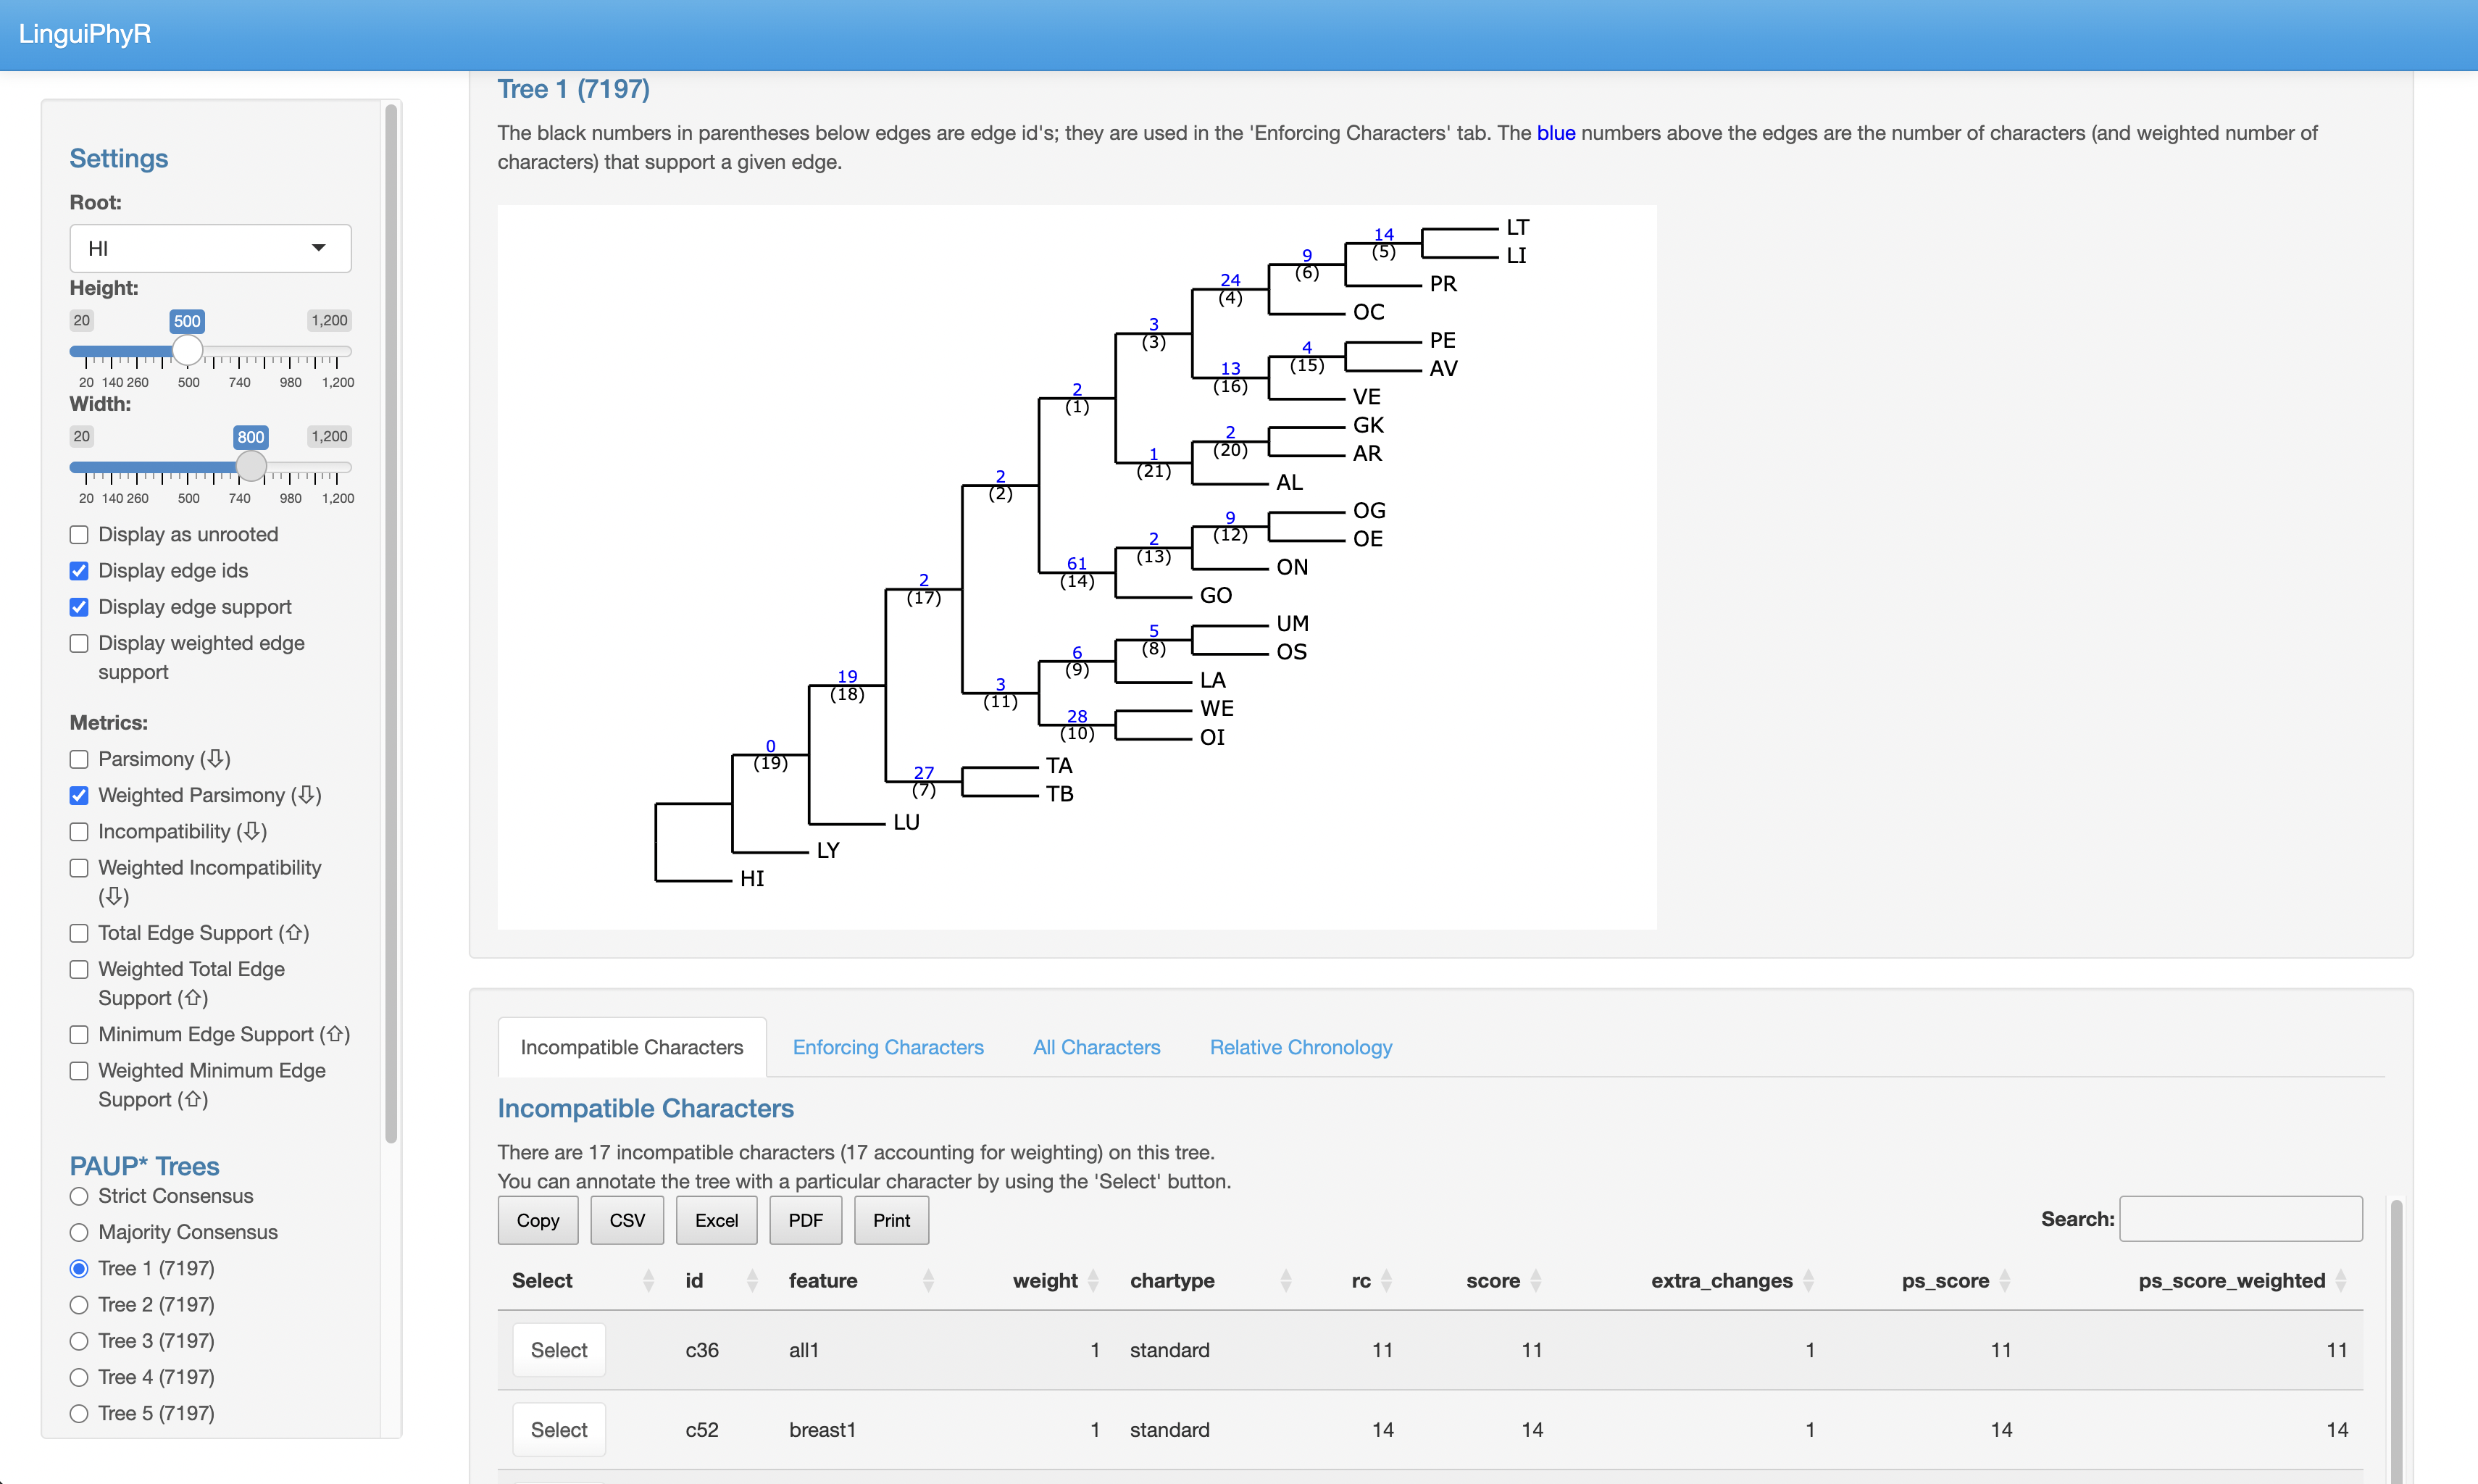 LinguiPhyR
Settings
Root:
HI
Height:
20 500 1,200
20 140 260 500 740 980 1,200
Width:
20 800 1,200
20 140 260 500 740 980 1,200
Display as unrooted
Display edge ids
Display edge support
Display weighted edge
support
Metrics:
Parsimony (⇩)
Weighted Parsimony (⇩)
Incompatibility (⇩)
Weighted Incompatibility
(⇩)
Total Edge Support (⇧)
Weighted Total Edge
Support (⇧)
Minimum Edge Support (⇧)
Weighted Minimum Edge
Support (⇧)
PAUP* Trees
Strict Consensus
Majority Consensus
Tree 1 (7197)
Tree 2 (7197)
Tree 3 (7197)
Tree 4 (7197)
Tree 5 (7197)
Tree 1 (7197)
The black numbers in parentheses below edges are edge id's; they are used in the 'Enforcing Characters' tab. The blue numbers above the edges are the number of characters (and weighted number of
characters) that support a given edge.
LT
14
(5)
LI
9
(6)
PR
24
(4)
OC
3
(3)
PE
4
(15)
AV
13
(16)
VE
2
(1)
GK
2
(20)
AR
1
(21)
AL
2
(2)
OG
9
(12)
OE
2
(13)
ON
61
(14)
GO
2
(17)
UM
5
(8)
OS
6
(9)
LA
3
(11)
WE
28
(10)
OI
19
(18)
TA
27
(7)
TB
0
(19)
LU
LY
HI
Incompatible Characters Enforcing Characters All Characters Relative Chronology
Incompatible Characters
There are 17 incompatible characters (17 accounting for weighting) on this tree.
You can annotate the tree with a particular character by using the 'Select' button.
Copy CSV Excel PDF Print Search:
Select id feature weight chartype rc score extra_changes ps_score ps_score_weighted
Select c36 all1 1 standard 11 11 1 11 11
Select c52 breast1 1 standard 14 14 1 14 14